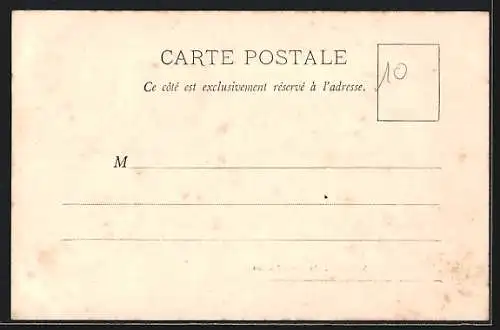 CARTE POSTALE
Ce côté est exclusivement réservé à l'adresse.
10
M